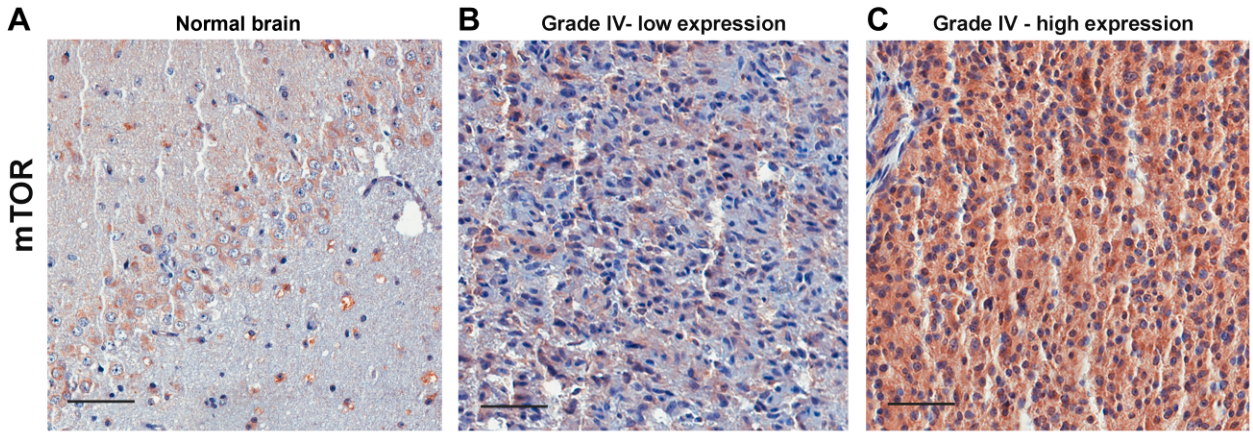 A
Normal brain
B
Grade IV- low expression
C
Grade IV - high expression
mTOR